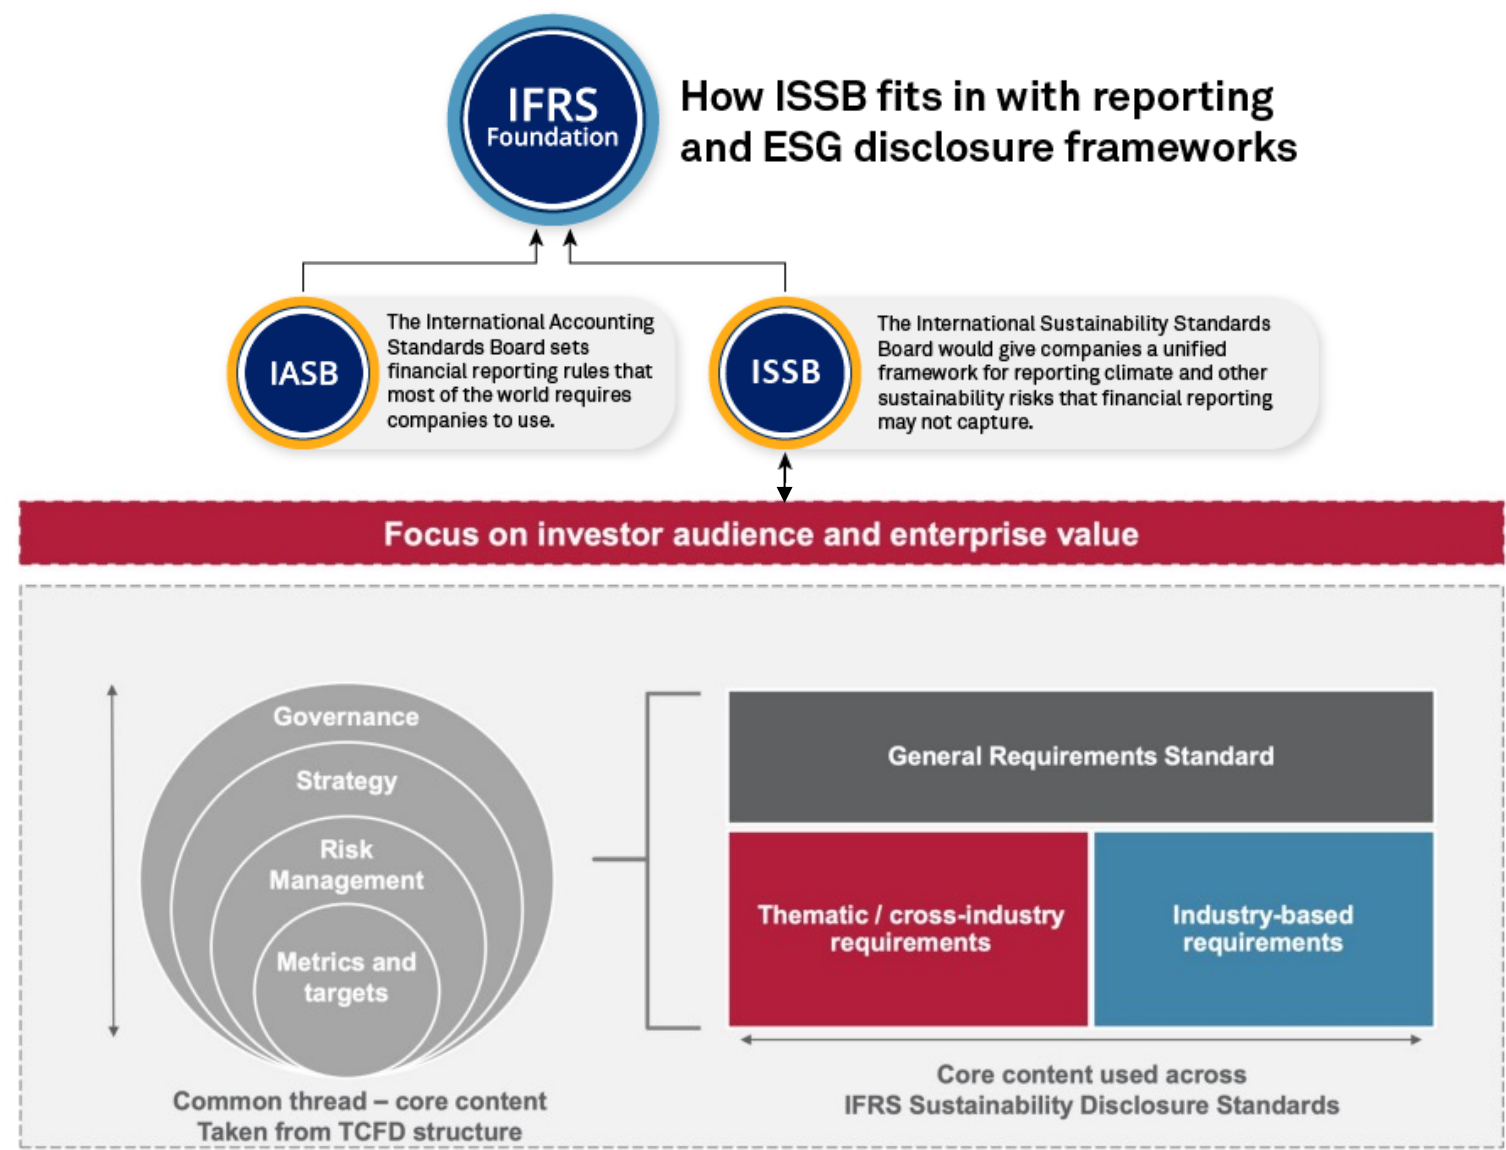 IFRS
Foundation
How ISSB fits in with reporting
and ESG disclosure frameworks
IASB
The International Accounting
Standards Board sets
financial reporting rules that
most of the world requires
companies to use.
ISSB
The International Sustainability Standards
Board would give companies a unified
framework for reporting climate and other
sustainability risks that financial reporting
may not capture.
Focus on investor audience and enterprise value
Governance
Strategy
Risk
Management
Metrics and
targets
Common thread – core content
Taken from TCFD structure
General Requirements Standard
Thematic / cross-industry
requirements
Industry-based
requirements
Core content used across
IFRS Sustainability Disclosure Standards